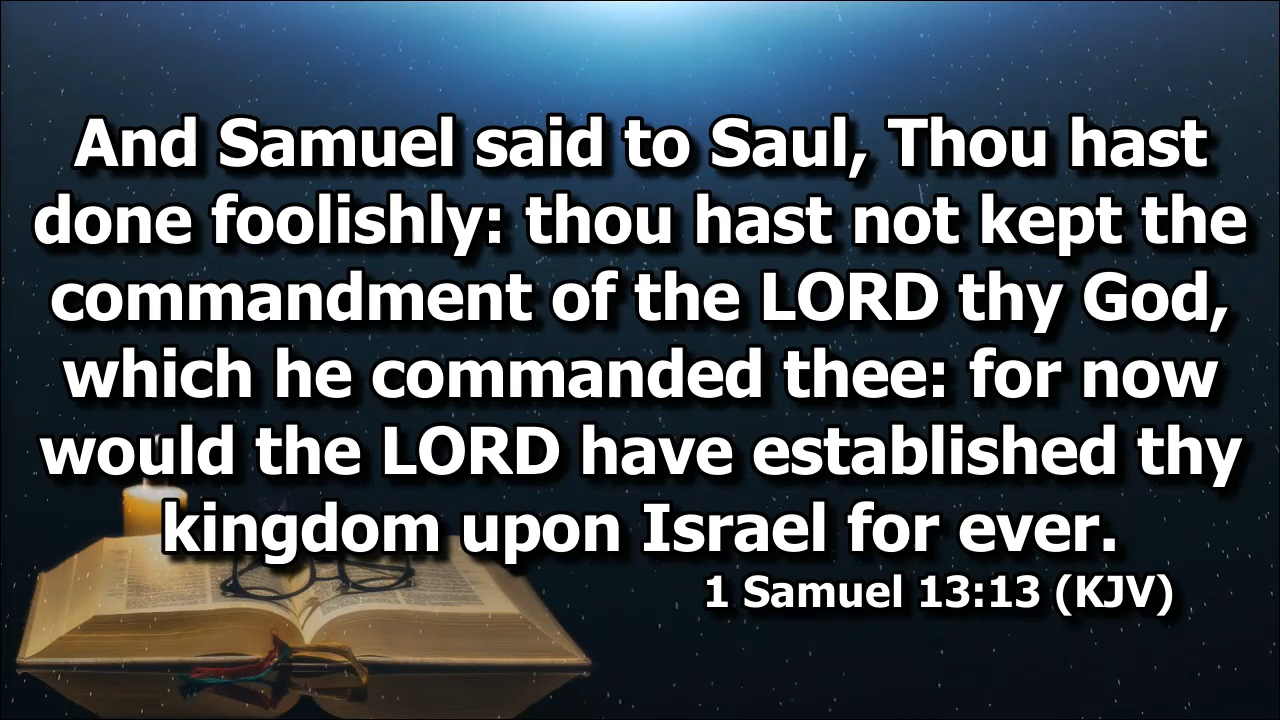 And Samuel said to Saul, Thou hast
done foolishly: thou hast not kept the
commandment of the LORD thy God,
which he commanded thee: for now
would the LORD have established thy
kingdom upon Israel for ever.
1 Samuel 13:13 (KJV)